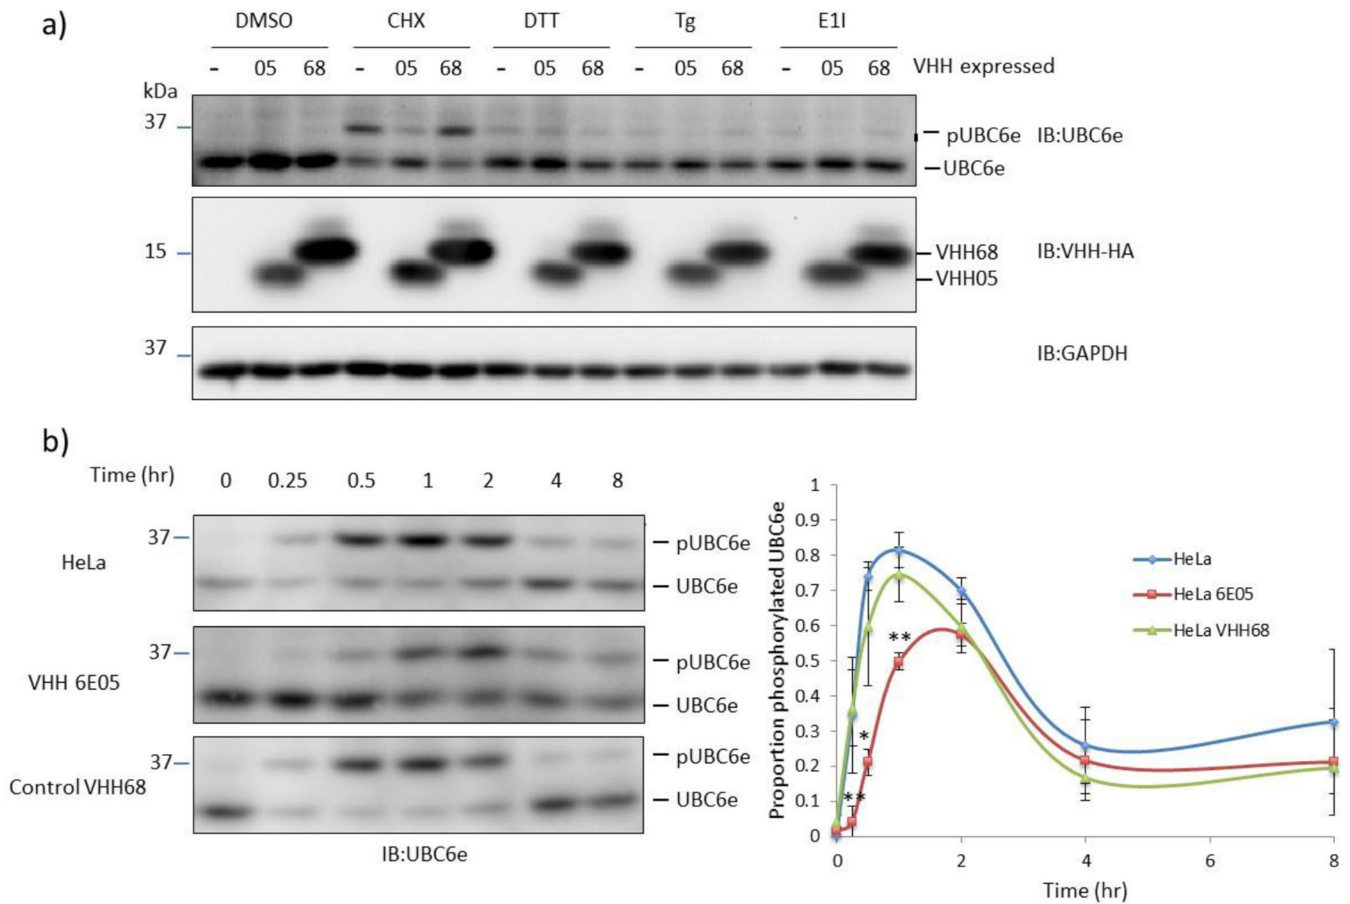 a)
DMSO CHX DTT Tg E1I
- 05 68 - 05 68 - 05 68 - 05 68 - 05 68 VHH expressed
kDa
37
pUBC6e IB:UBC6e
UBC6e
15
VHH68 IB:VHH-HA
VHH05
37
IB:GAPDH
b)
Time (hr) 0 0.25 0.5 1 2 4 8
37
pUBC6e
HeLa
UBC6e
37
pUBC6e
VHH 6E05
UBC6e
37
pUBC6e
Control VHH68
UBC6e
IB:UBC6e
Proportion phosphorylated UBC6e
1
0.9
0.8
0.7
0.6
0.5
0.4
0.3
0.2
0.1
0
**
*
**
HeLa
HeLa 6E05
HeLa VHH68
0 2 4 6 8
Time (hr)